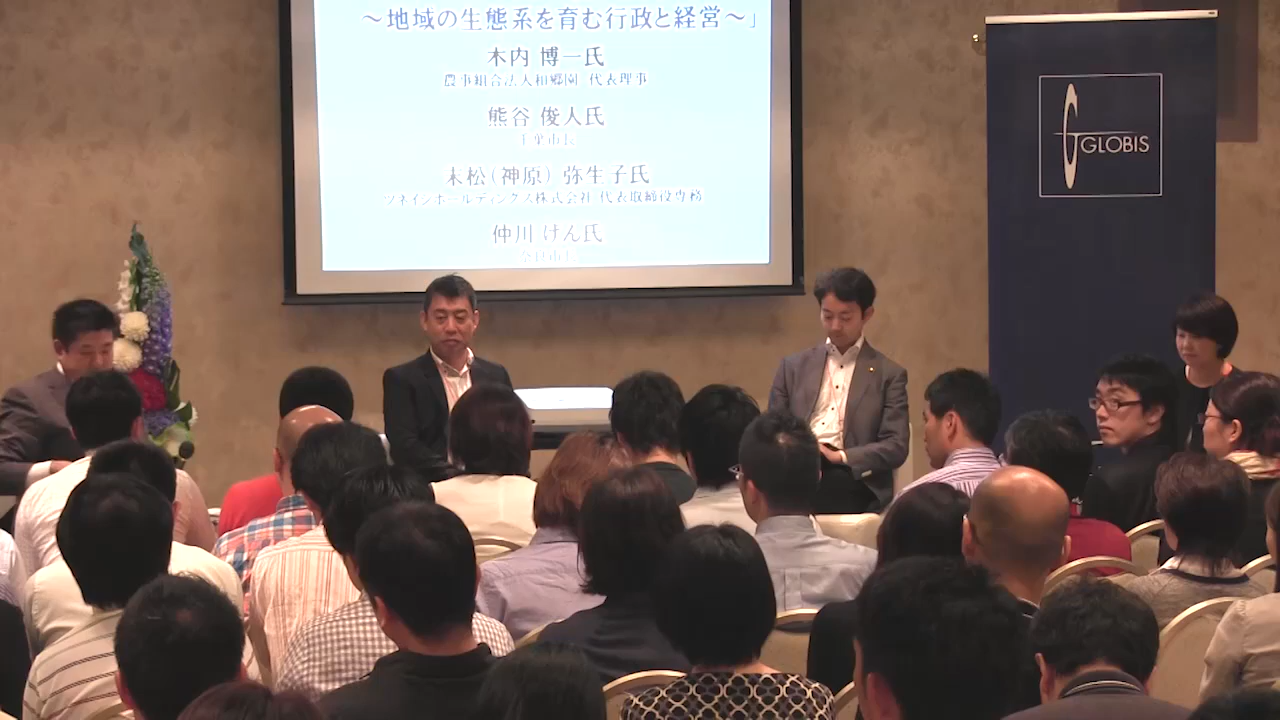 ～地域の生態系を育む行政と経営～」
木内 博一氏
農事組合法人和郷園 代表理事
熊谷 俊人氏
千葉市長
末松（神原） 弥生子氏
ツネイシホールディングス株式会社 代表取締役専務
仲川 げん氏
奈良市長
GLOBIS